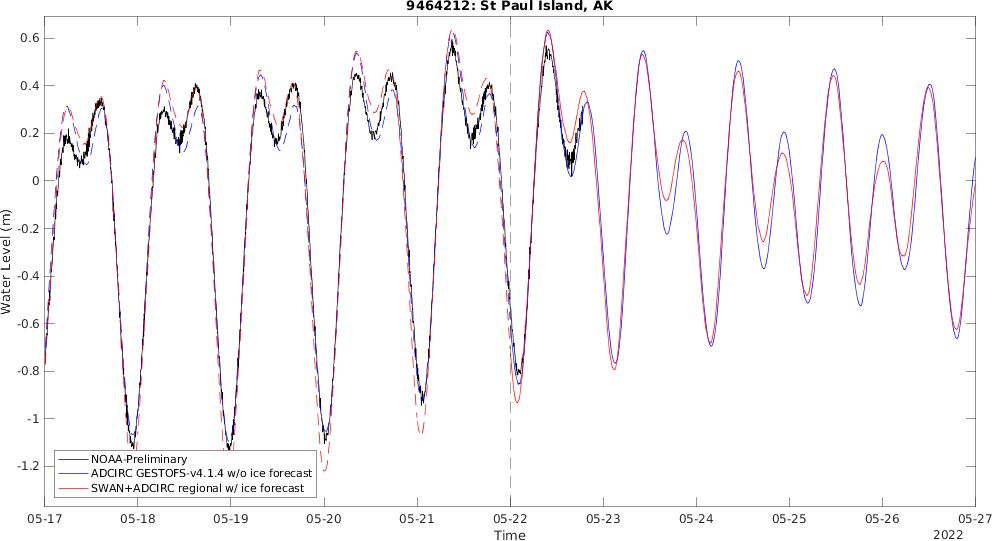 9464212: St Paul Island, AK
Water Level (m)
0.6
0.4
0.2
0
-0.2
-0.4
-0.6
-0.8
-1
-1.2
NOAA-Preliminary
ADCIRC GESTOFS-v4.1.4 w/o ice forecast
SWAN+ADCIRC regional w/ ice forecast
05-17 05-18 05-19 05-20 05-21 05-22 05-23 05-24 05-25 05-26 05-27
Time
2022